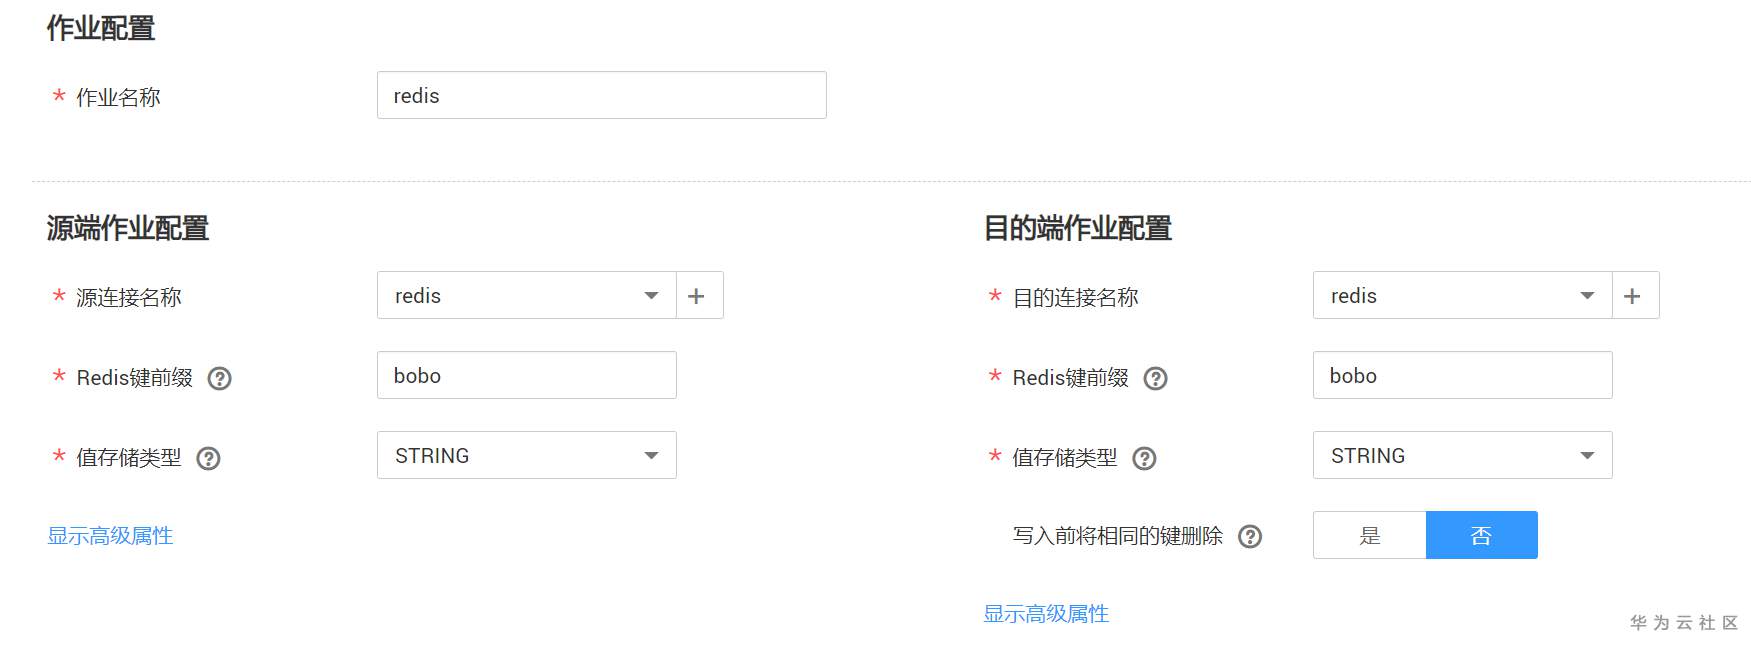 作业配置
* 作业名称 redis
源端作业配置
* 源连接名称 redis +
* Redis键前缀 ? bobo
* 值存储类型 ? STRING
显示高级属性
目的端作业配置
* 目的连接名称 redis +
* Redis键前缀 ? bobo
* 值存储类型 ? STRING
写入前将相同的键删除 ? 是 否
显示高级属性
华为云社区